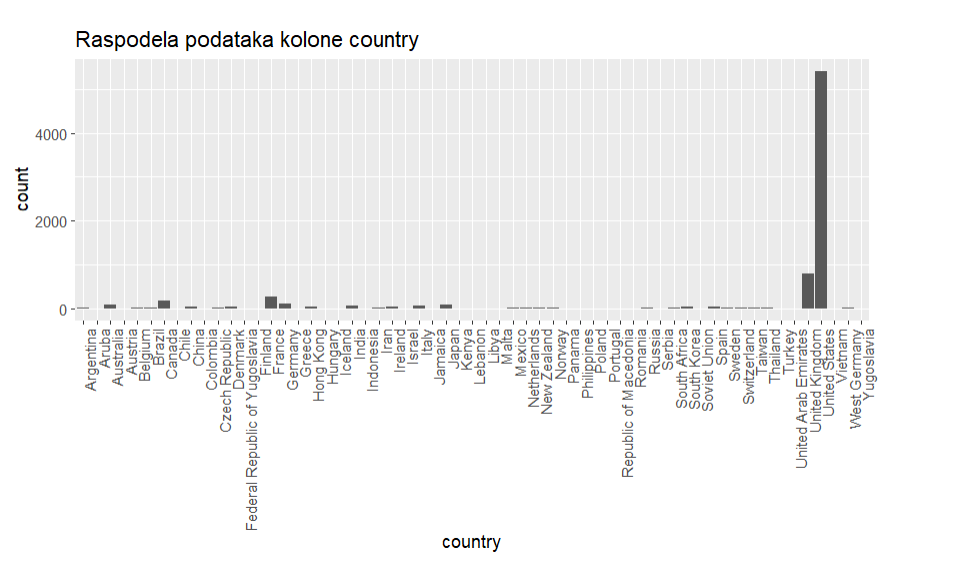 Raspodela podataka kolone country
count
4000
2000
0
Argentina
Aruba
Australia
Austria
Belgium
Brazil
Canada
Chile
China
Colombia
Czech Republic
Denmark
Federal Republic of Yugoslavia
Finland
France
Germany
Greece
Hong Kong
Hungary
Iceland
India
Indonesia
Iran
Ireland
Israel
Italy
Jamaica
Japan
Kenya
Lebanon
Libya
Malta
Mexico
Netherlands
New Zealand
Norway
Panama
Philippines
Poland
Portugal
Republic of Macedonia
Romania
Russia
Serbia
South Africa
South Korea
Soviet Union
Spain
Sweden
Switzerland
Taiwan
Thailand
Turkey
United Arab Emirates
United Kingdom
United States
Vietnam
West Germany
Yugoslavia
country